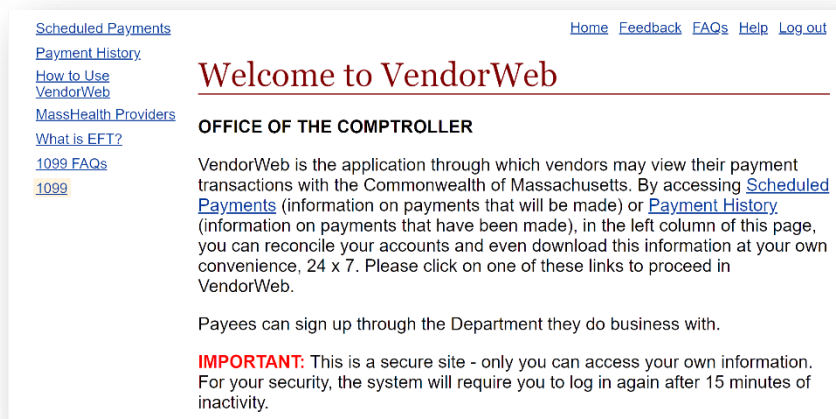 Scheduled Payments
Payment History
How to Use
VendorWeb
MassHealth Providers
What is EFT?
1099 FAQs
1099
Home Feedback FAQs Help Log out
Welcome to VendorWeb
OFFICE OF THE COMPTROLLER
VendorWeb is the application through which vendors may view their payment
transactions with the Commonwealth of Massachusetts. By accessing Scheduled
Payments (information on payments that will be made) or Payment History
(information on payments that have been made), in the left column of this page,
you can reconcile your accounts and even download this information at your own
convenience, 24 x 7. Please click on one of these links to proceed in
VendorWeb.
Payees can sign up through the Department they do business with.
IMPORTANT: This is a secure site - only you can access your own information.
For your security, the system will require you to log in again after 15 minutes of
inactivity.